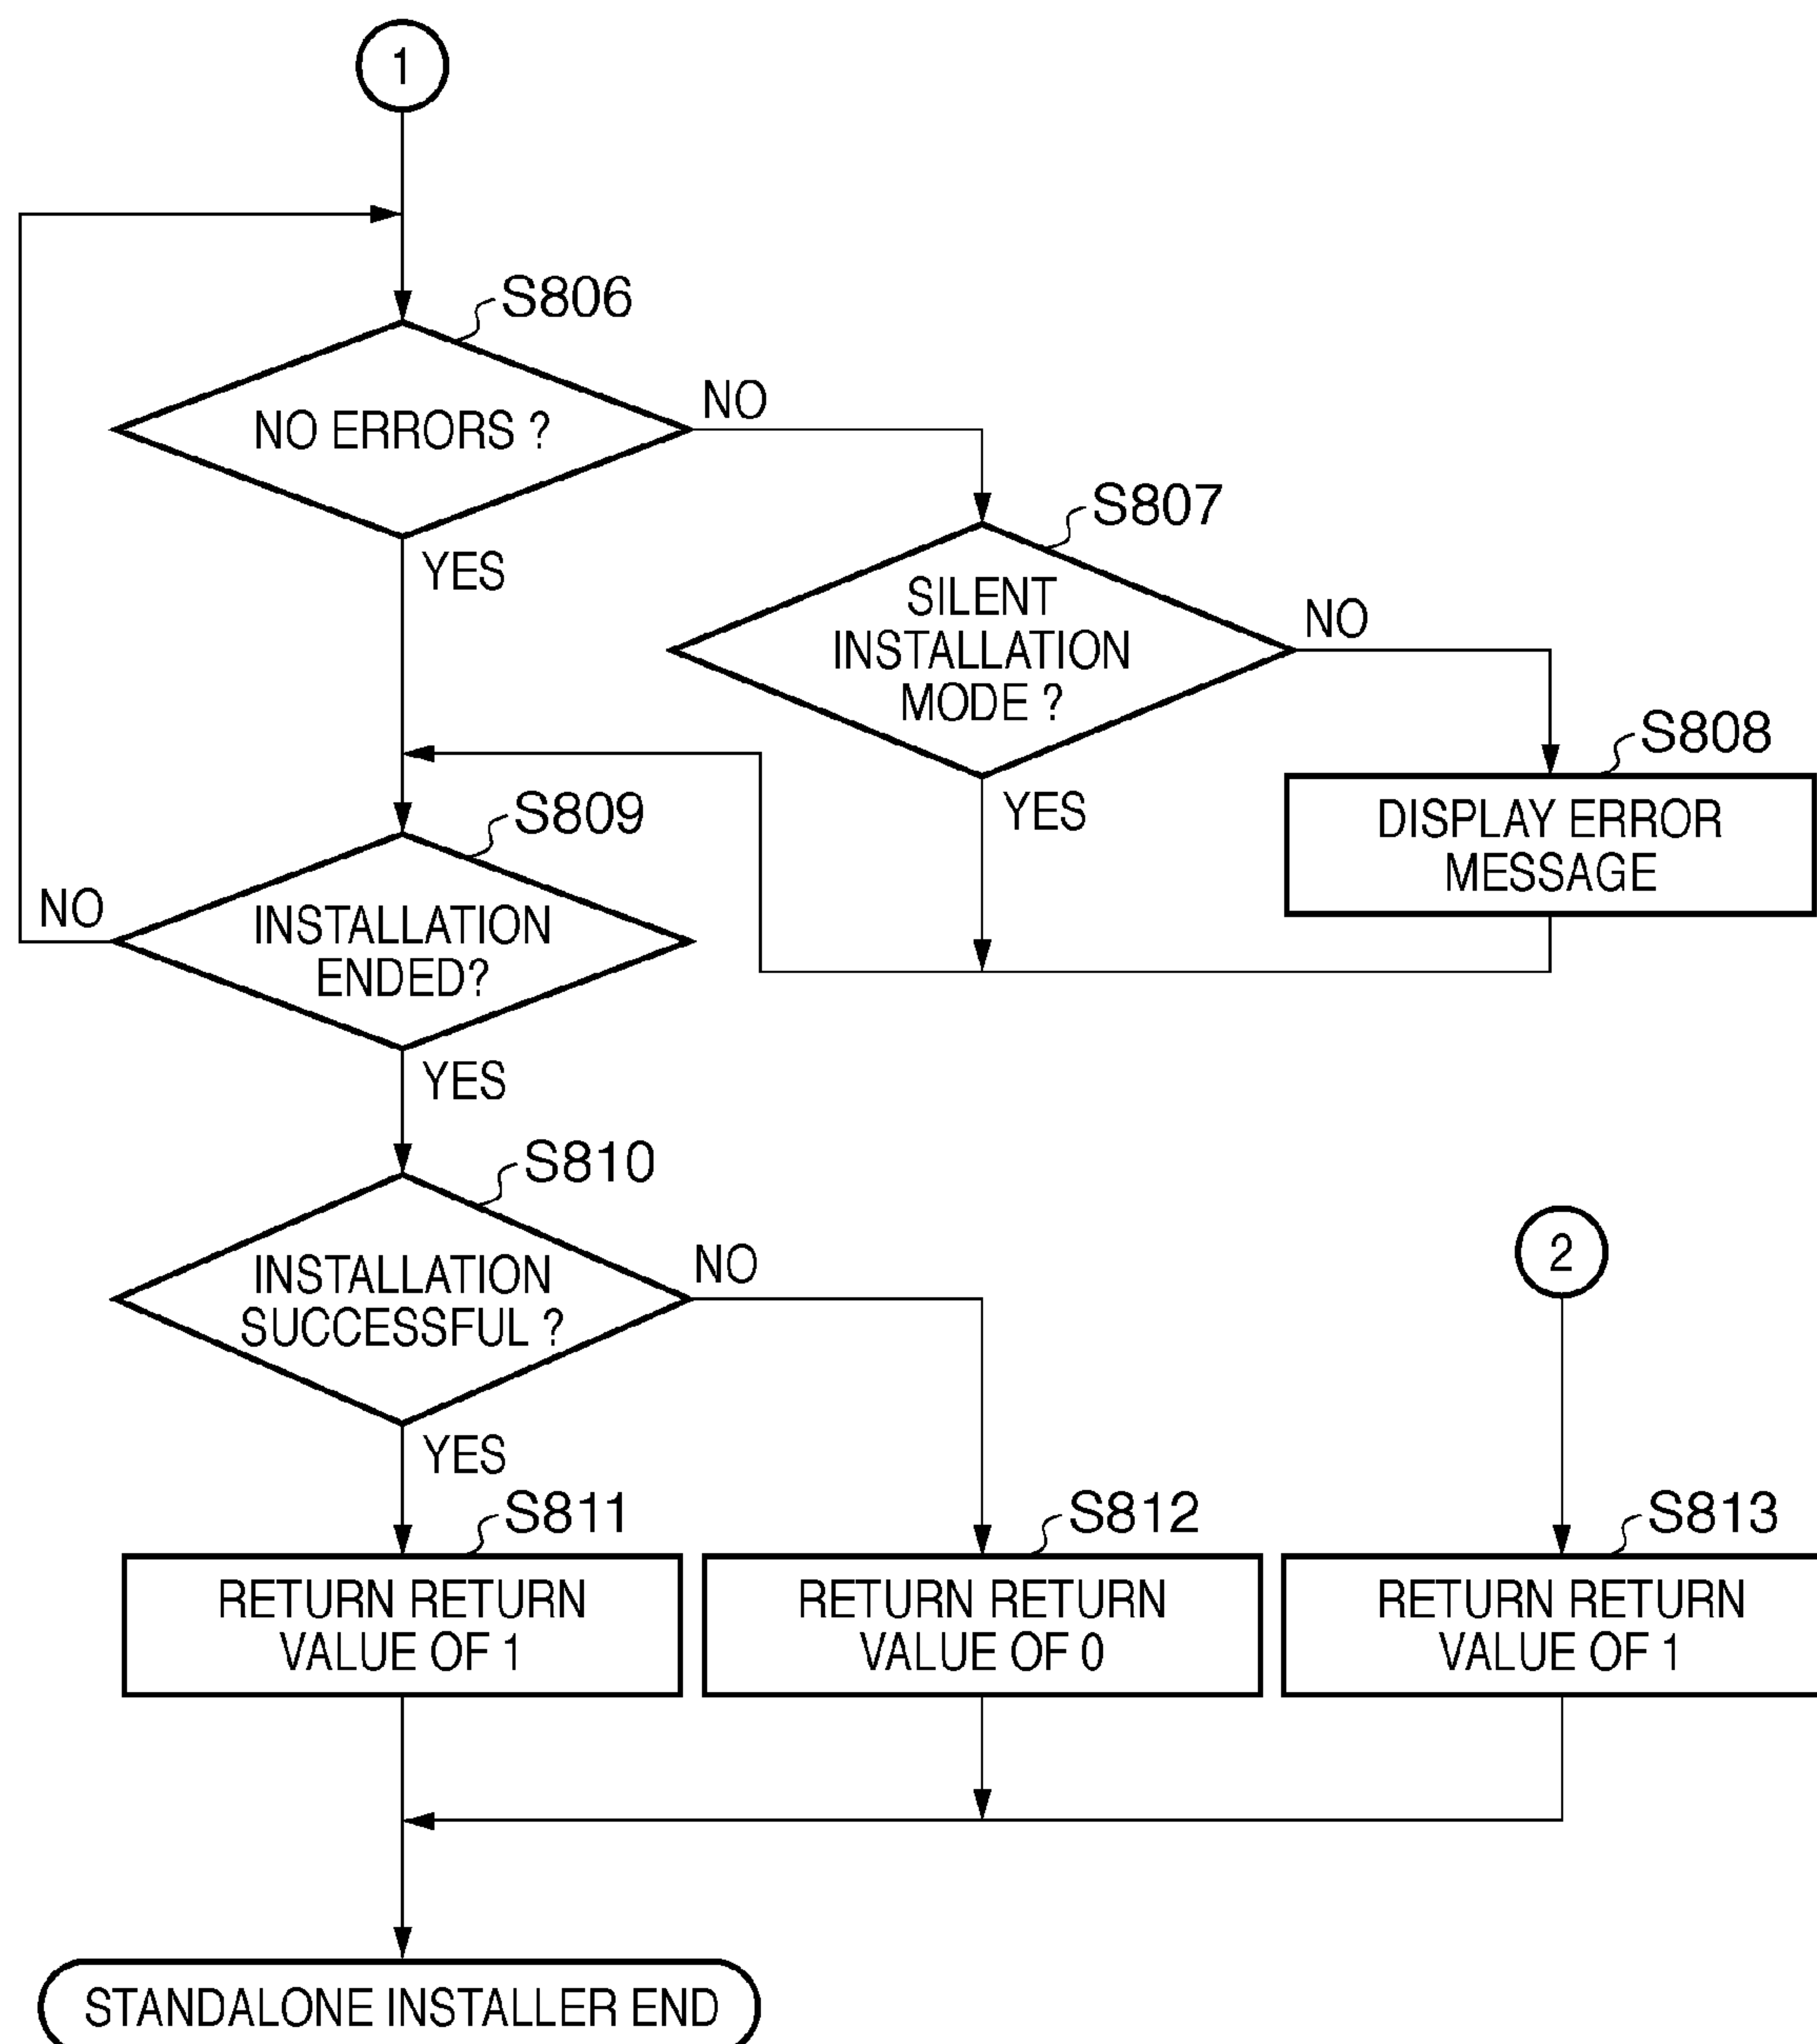 1
S806
NO ERRORS ?
NO
YES
S807
SILENT
INSTALLATION
MODE ?
NO
YES
S808
DISPLAY ERROR
MESSAGE
S809
INSTALLATION
ENDED?
NO
YES
S810
INSTALLATION
SUCCESSFUL ?
NO
YES
2
S811
RETURN RETURN
VALUE OF 1
S812
RETURN RETURN
VALUE OF 0
S813
RETURN RETURN
VALUE OF 1
STANDALONE INSTALLER END